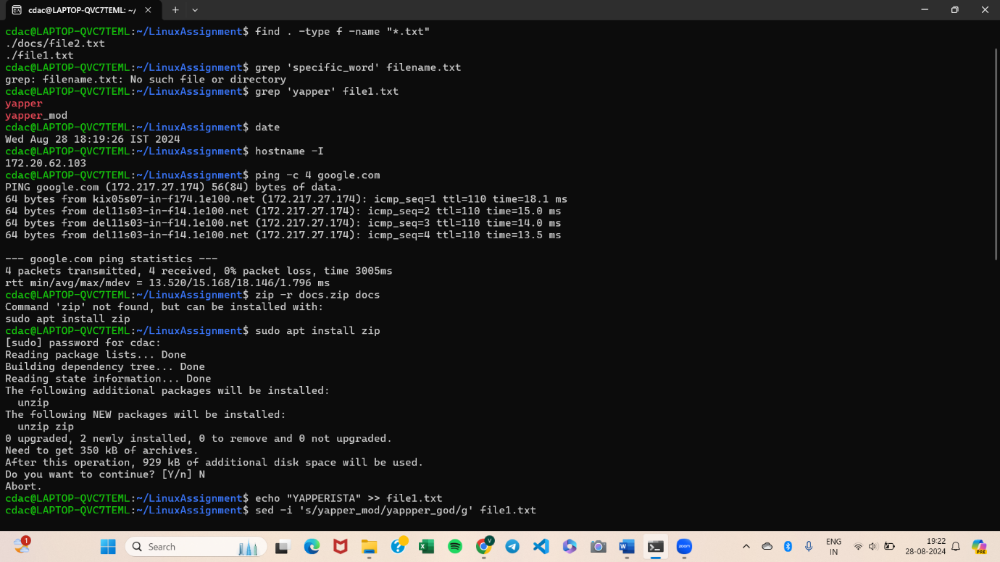 cdac@LAPTOP-QVC7TEML: ~/
cdac@LAPTOP-QVC7TEML:~/LinuxAssignment$ find . -type f -name "*.txt"
./docs/file2.txt
./file1.txt
cdac@LAPTOP-QVC7TEML:~/LinuxAssignment$ grep 'specific_word' filename.txt
grep: filename.txt: No such file or directory
cdac@LAPTOP-QVC7TEML:~/LinuxAssignment$ grep 'yapper' file1.txt
yapper
yapper_mod
cdac@LAPTOP-QVC7TEML:~/LinuxAssignment$ date
Wed Aug 28 18:19:26 IST 2024
cdac@LAPTOP-QVC7TEML:~/LinuxAssignment$ hostname -I
172.20.62.103
cdac@LAPTOP-QVC7TEML:~/LinuxAssignment$ ping -c 4 google.com
PING google.com (172.217.27.174) 56(84) bytes of data.
64 bytes from kix05s07-in-f174.1e100.net (172.217.27.174): icmp_seq=1 ttl=110 time=18.1 ms
64 bytes from del11s03-in-f14.1e100.net (172.217.27.174): icmp_seq=2 ttl=110 time=15.0 ms
64 bytes from del11s03-in-f14.1e100.net (172.217.27.174): icmp_seq=3 ttl=110 time=14.0 ms
64 bytes from del11s03-in-f14.1e100.net (172.217.27.174): icmp_seq=4 ttl=110 time=13.5 ms
--- google.com ping statistics ---
4 packets transmitted, 4 received, 0% packet loss, time 3005ms
rtt min/avg/max/mdev = 13.520/15.168/18.146/1.796 ms
cdac@LAPTOP-QVC7TEML:~/LinuxAssignment$ zip -r docs.zip docs
Command 'zip' not found, but can be installed with:
sudo apt install zip
cdac@LAPTOP-QVC7TEML:~/LinuxAssignment$ sudo apt install zip
[sudo] password for cdac:
Reading package lists... Done
Building dependency tree... Done
Reading state information... Done
The following additional packages will be installed:
unzip
The following NEW packages will be installed:
unzip zip
0 upgraded, 2 newly installed, 0 to remove and 0 not upgraded.
Need to get 350 kB of archives.
After this operation, 929 kB of additional disk space will be used.
Do you want to continue? [Y/n] N
Abort.
cdac@LAPTOP-QVC7TEML:~/LinuxAssignment$ echo "YAPPERISTA" >> file1.txt
cdac@LAPTOP-QVC7TEML:~/LinuxAssignment$ sed -i 's/yapper_mod/yappper_god/g' file1.txt
1
Search
V
zoom
ENG
IN
19:22
28-08-2024
PRE